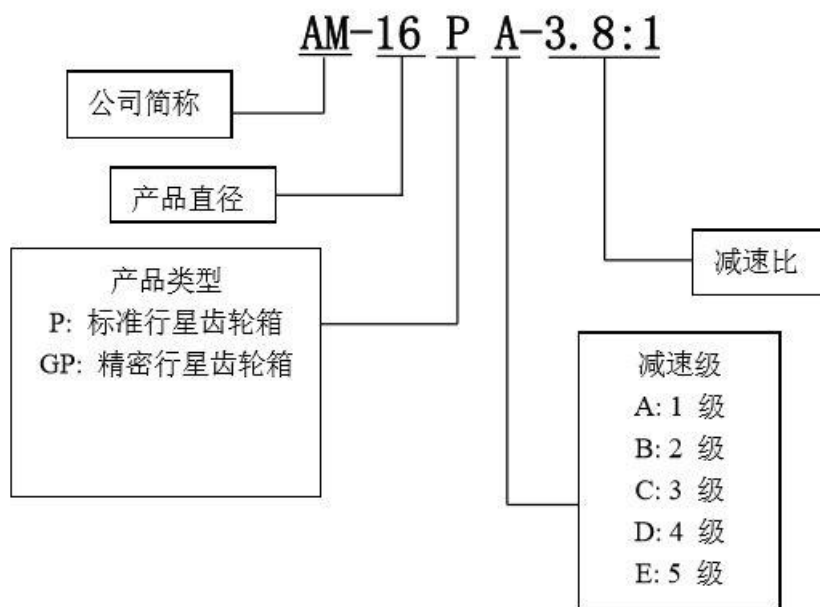 AM-16 P A-3.8:1
公司简称
产品直径
产品类型
P: 标准行星齿轮箱
GP: 精密行星齿轮箱
减速比
减速级
A: 1 级
B: 2 级
C: 3 级
D: 4 级
E: 5 级